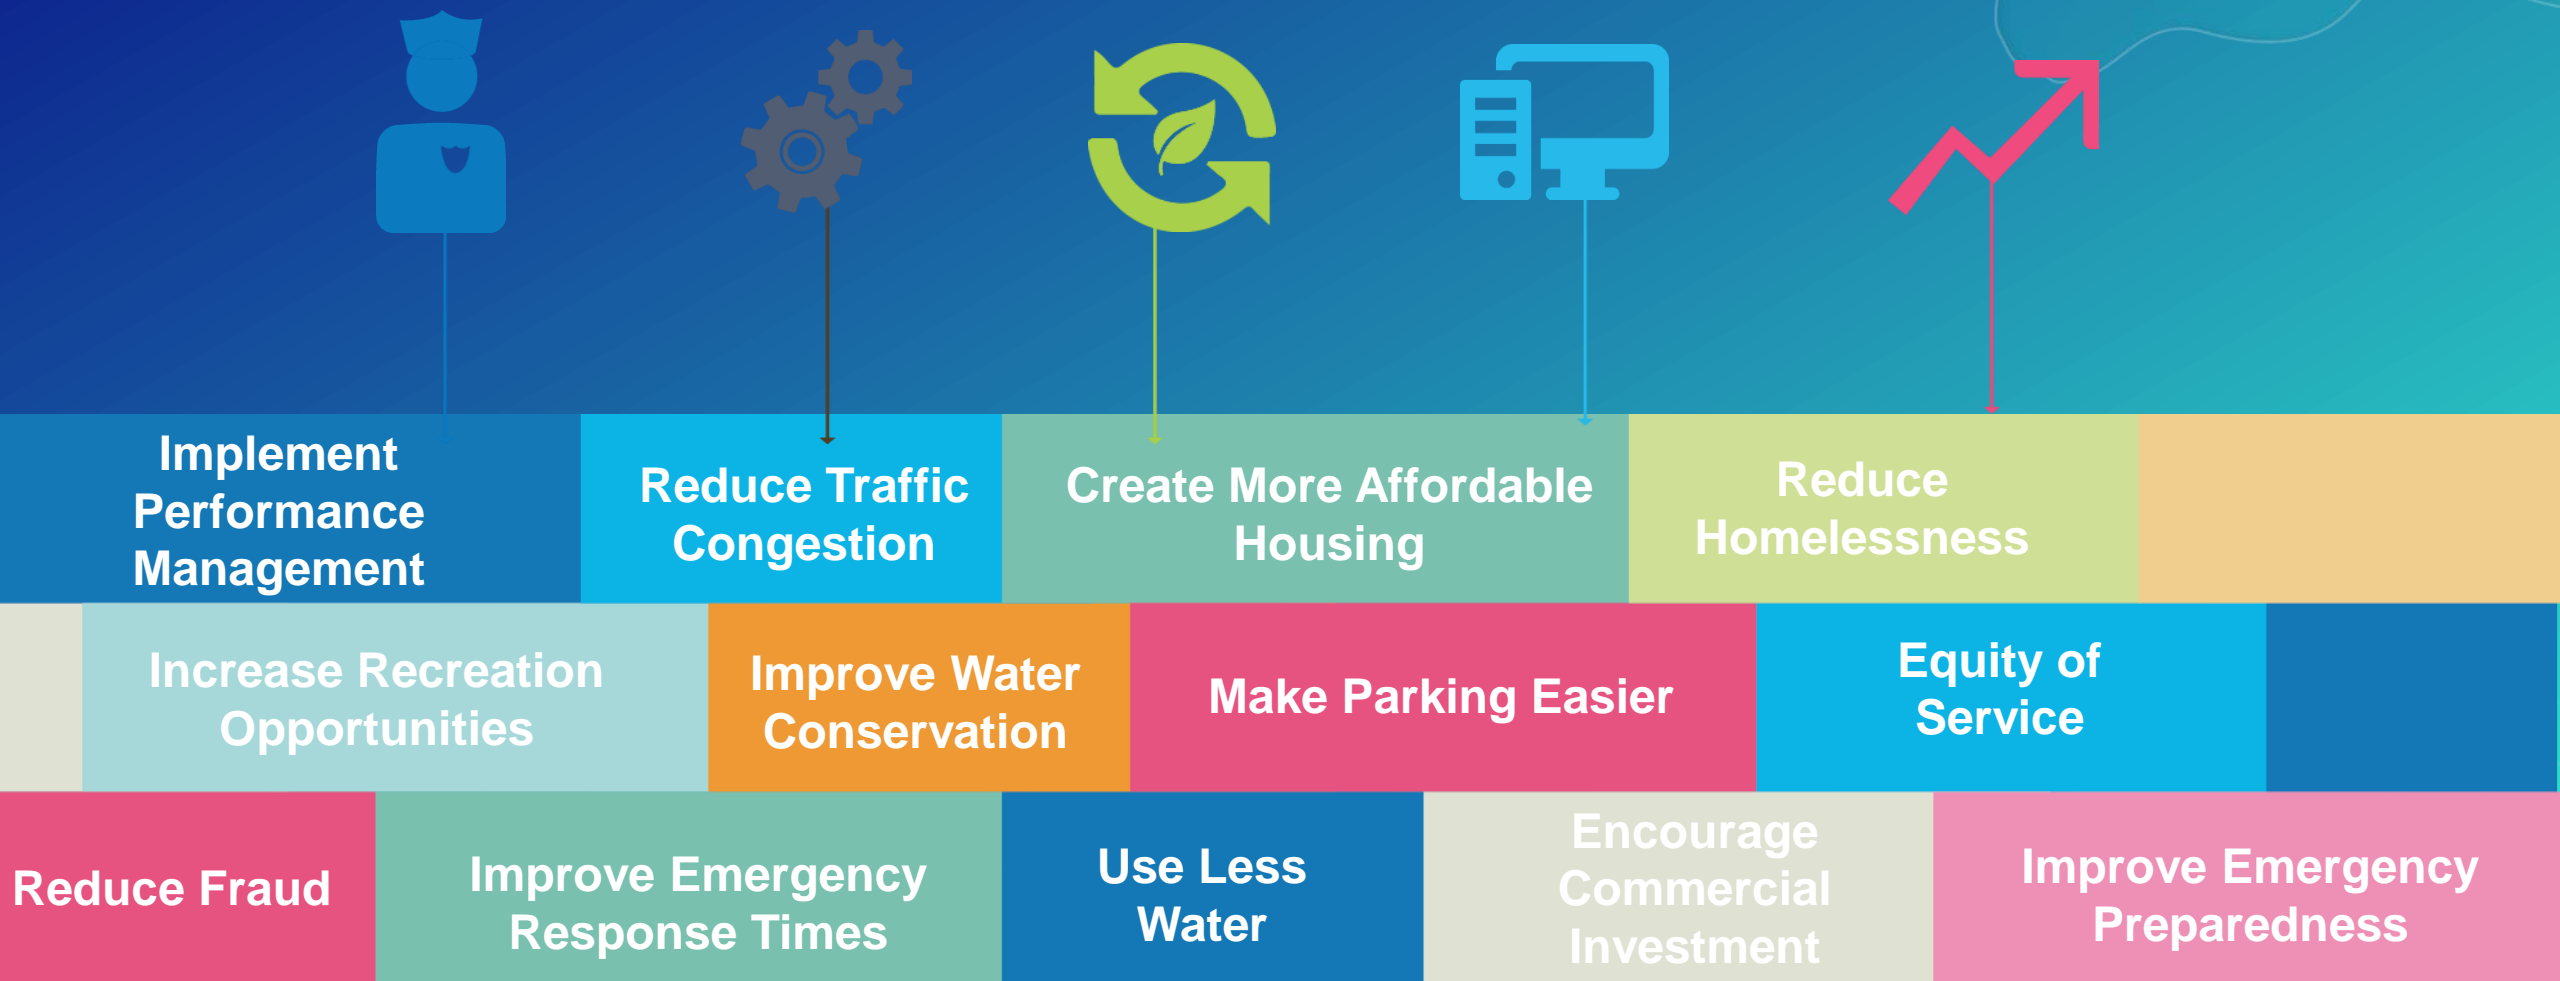 Implement
Performance
Management
Reduce Traffic
Congestion
Create More Affordable
Housing
Reduce
Homelessness
Increase Recreation
Opportunities
Improve Water
Conservation
Make Parking Easier
Equity of
Service
Reduce Fraud
Improve Emergency
Response Times
Use Less
Water
Encourage
Commercial
Investment
Improve Emergency
Preparedness